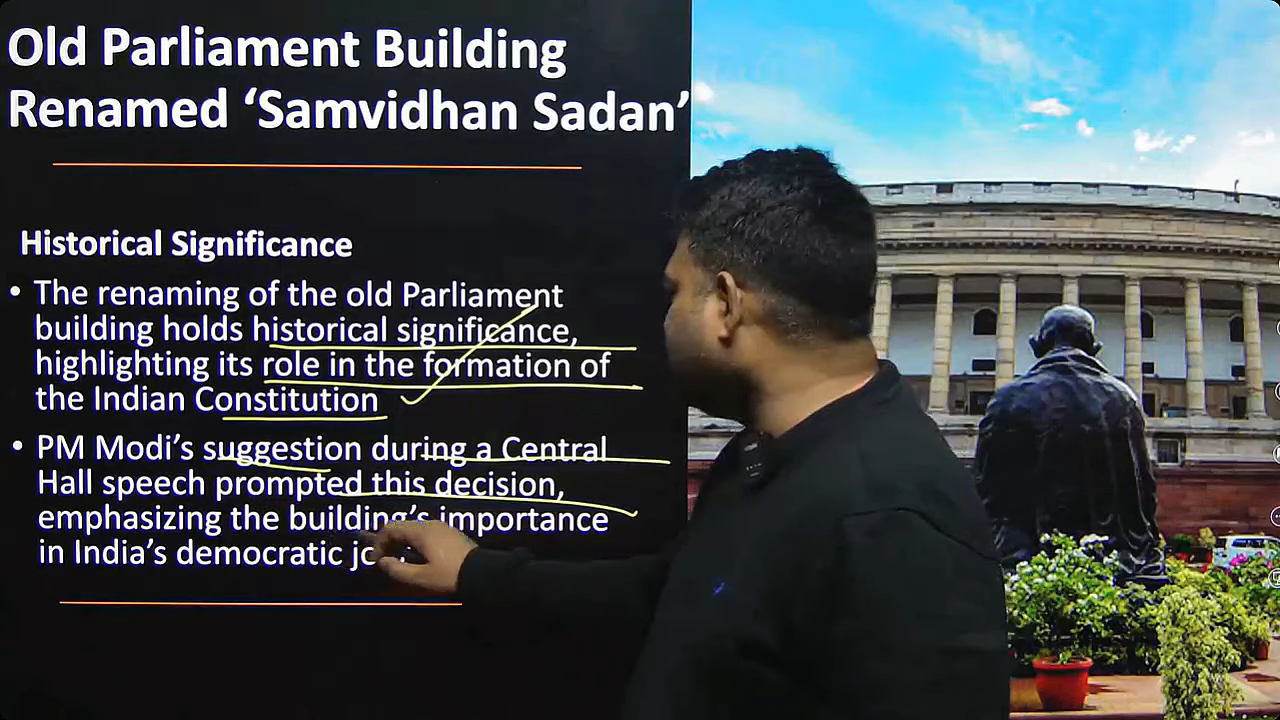 Old Parliament Building
Renamed ‘Samvidhan Sadan’
Historical Significance
• The renaming of the old Parliament
building holds historical significance,
highlighting its role in the formation of
the Indian Constitution
• PM Modi’s suggestion during a Central
Hall speech prompted this decision,
emphasizing the building’s importance
in India’s democratic